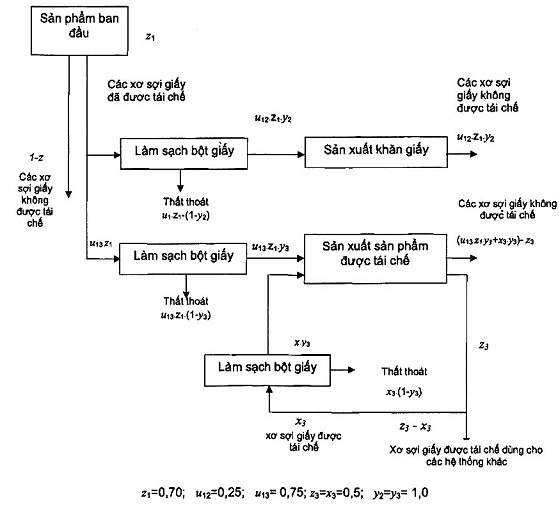 Sản phẩm ban
đầu
z1
Các xơ sợi giấy
đã được tái chế
Các xơ sợi
giấy không
được tái chế
u12.z1.y2
u12.z1.y2
Làm sạch bột giấy
Sản xuất khăn giấy
1-z
Các xơ
sợi giấy
không
được tái
chế
Thất thoát
u1.z1.(1-y2)
Các xơ sợi giấy không
được tái chế
u13.z1
u13.z1.y3
(u13.z1.y3+x3.y3)-z3
Làm sạch bột giấy
Sản xuất sản phẩm
được tái chế
Thất thoát
u13.z1.(1-y3)
x.y3
z3
Làm sạch bột giấy
Thất thoát
x3.(1-y3)
x3
xơ sợi giấy được
tái chế
z3 - x3
Xơ sợi giấy được tái chế dùng cho
các hệ thống khác
z1=0,70; u12=0,25; u13= 0,75; z3=x3=0,5; y2=y3= 1,0